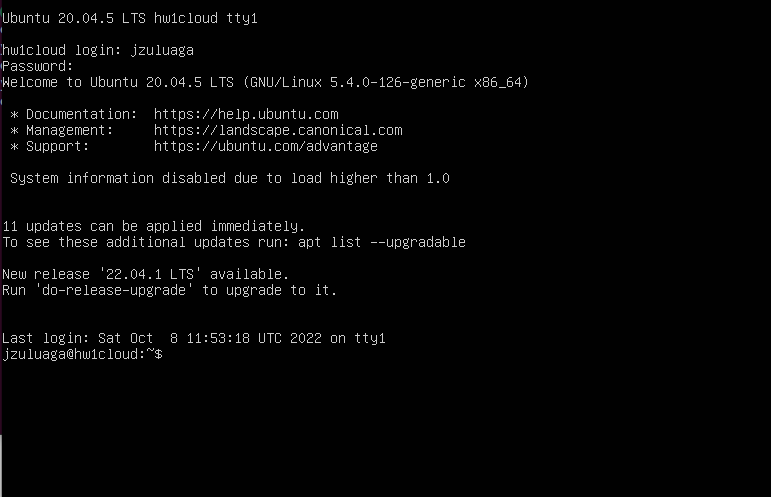 Ubuntu 20.04.5 LTS hw1cloud tty1
hw1cloud login: jzuluaga
Password:
Welcome to Ubuntu 20.04.5 LTS (GNU/Linux 5.4.0-126-generic x86_64)
* Documentation:  https://help.ubuntu.com
* Management:     https://landscape.canonical.com
* Support:        https://ubuntu.com/advantage
System information disabled due to load higher than 1.0
11 updates can be applied immediately.
To see these additional updates run: apt list --upgradable
New release '22.04.1 LTS' available.
Run 'do-release-upgrade' to upgrade to it.
Last login: Sat Oct  8 11:53:18 UTC 2022 on tty1
jzuluaga@hw1cloud:~$